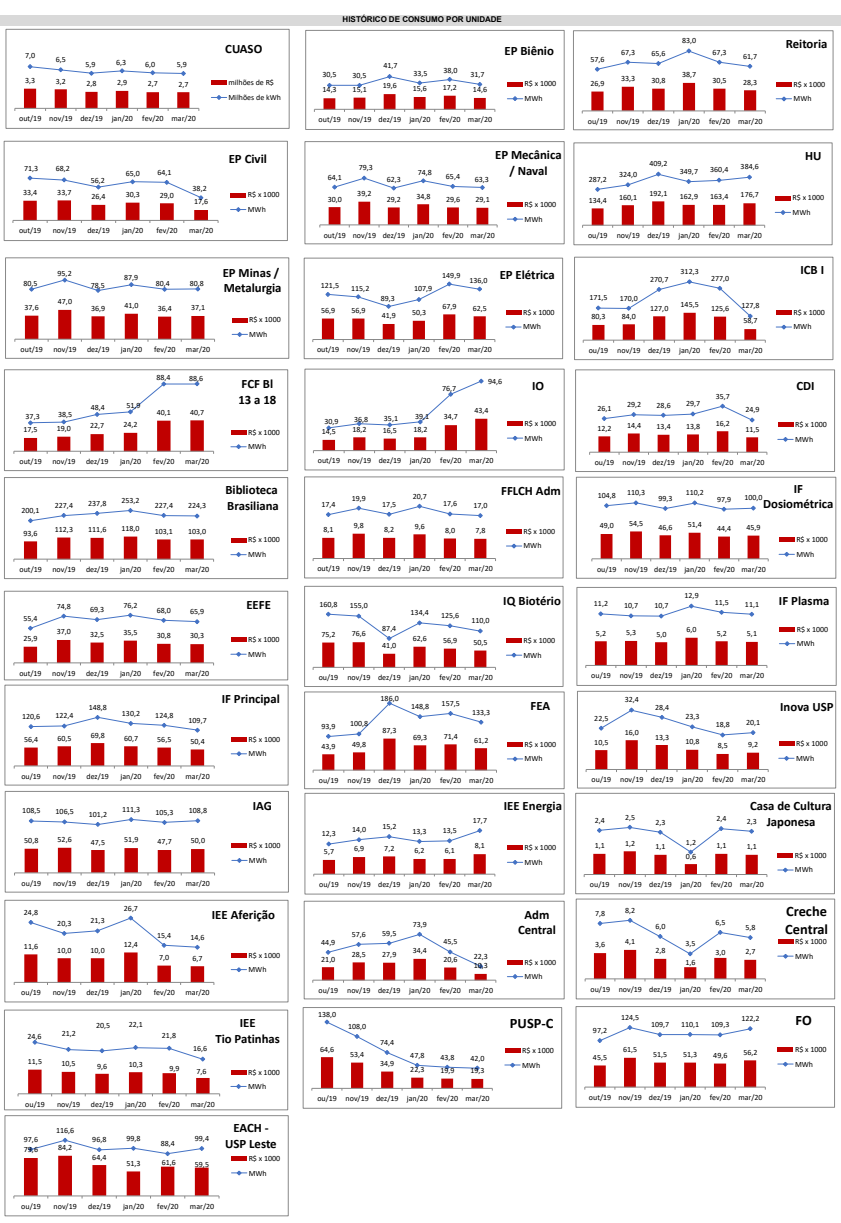 HISTÓRICO DE CONSUMO POR UNIDADE
CUASO
7,0 6,5 5,9 6,3 6,0 5,9
3,3 3,2 2,8 2,9 2,7 2,7
milhões de R$
Milhões de kWh
out/19 nov/19 dez/19 jan/20 fev/20 mar/20
EP Biênio
30,5 30,5 41,7 33,5 38,0 31,7
14,3 15,1 19,6 15,6 17,2 14,6
R$ x 1000
MWh
out/19 nov/19 dez/19 jan/20 fev/20 mar/20
Reitoria
57,6 67,3 65,6 83,0 67,3 61,7
26,9 33,3 30,8 38,7 30,5 28,3
R$ x 1000
MWh
out/19 nov/19 dez/19 jan/20 fev/20 mar/20
EP Civil
71,3 68,2 56,2 65,0 64,1 38,2
33,4 33,7 26,4 30,3 29,0 17,6
R$ x 1000
MWh
out/19 nov/19 dez/19 jan/20 fev/20 mar/20
EP Mecânica
/ Naval
64,1 79,3 62,3 74,8 65,4 63,3
30,0 39,2 29,2 34,8 29,6 29,1
R$ x 1000
MWh
out/19 nov/19 dez/19 jan/20 fev/20 mar/20
HU
287,2 324,0 409,2 349,7 360,4 384,6
134,4 160,1 192,1 162,9 163,4 176,7
R$ x 1000
MWh
ou/19 nov/19 dez/19 jan/20 fev/20 mar/20
EP Minas /
Metalurgia
80,5 95,2 78,5 87,9 80,4 80,8
37,6 47,0 36,9 41,0 36,4 37,1
R$ x 1000
MWh
out/19 nov/19 dez/19 jan/20 fev/20 mar/20
EP Elétrica
121,5 115,2 89,3 107,9 149,9 136,0
56,9 56,9 41,9 50,3 67,9 62,5
R$ x 1000
MWh
out/19 nov/19 dez/19 jan/20 fev/20 mar/20
ICB I
171,5 170,0 270,7 312,3 277,0 127,8
80,3 84,0 127,0 145,5 125,6 58,7
R$ x 1000
MWh
ou/19 nov/19 dez/19 jan/20 fev/20 mar/20
FCF Bl
13 a 18
37,3 38,5 48,4 51,9 88,4 88,6
17,5 19,0 22,7 24,2 40,1 40,7
R$ x 1000
MWh
out/19 nov/19 dez/19 jan/20 fev/20 mar/20
IO
30,9 36,8 35,1 39,1 76,7 94,6
14,5 18,2 16,5 18,2 34,7 43,4
R$ x 1000
MWh
out/19 nov/19 dez/19 jan/20 fev/20 mar/20
CDI
26,1 29,2 28,6 29,7 35,7 24,9
12,2 14,4 13,4 13,8 16,2 11,5
R$ x 1000
MWh
out/19 nov/19 dez/19 jan/20 fev/20 mar/20
Biblioteca
Brasiliana
200,1 227,4 237,8 253,2 227,4 224,3
93,6 112,3 111,6 118,0 103,1 103,0
R$ x 1000
MWh
out/19 nov/19 dez/19 jan/20 fev/20 mar/20
FFLCH Adm
17,4 19,9 17,5 20,7 17,6 17,0
8,1 9,8 8,2 9,6 8,0 7,8
R$ x 1000
MWh
out/19 nov/19 dez/19 jan/20 fev/20 mar/20
IF
Dosiométrica
104,8 110,3 99,3 110,2 97,9 100,0
49,0 54,5 46,6 51,4 44,4 45,9
R$ x 1000
MWh
out/19 nov/19 dez/19 jan/20 fev/20 mar/20
EEFE
55,4 74,8 69,3 76,2 68,0 65,9
25,9 37,0 32,5 35,5 30,8 30,3
R$ x 1000
MWh
out/19 nov/19 dez/19 jan/20 fev/20 mar/20
IQ Biotério
160,8 155,0 87,4 134,4 125,6 110,0
75,2 76,6 41,0 62,6 56,9 50,5
R$ x 1000
MWh
out/19 nov/19 dez/19 jan/20 fev/20 mar/20
IF Plasma
11,2 10,7 10,7 12,9 11,5 11,1
5,2 5,3 5,0 6,0 5,2 5,1
R$ x 1000
MWh
out/19 nov/19 dez/19 jan/20 fev/20 mar/20
IF Principal
120,6 122,4 148,8 130,2 124,8 109,7
56,4 60,5 69,8 60,7 56,5 50,4
R$ x 1000
MWh
ou/19 nov/19 dez/19 jan/20 fev/20 mar/20
FEA
93,9 100,8 186,0 148,8 157,5 133,3
43,9 49,8 87,3 69,3 71,4 61,2
R$ x 1000
MWh
out/19 nov/19 dez/19 jan/20 fev/20 mar/20
Inova USP
22,5 32,4 28,4 23,3 18,8 20,1
10,5 16,0 13,3 10,8 8,5 9,2
R$ x 1000
MWh
ou/19 nov/19 dez/19 jan/20 fev/20 mar/20
IAG
108,5 106,5 101,2 111,3 105,3 108,8
50,8 52,6 47,5 51,9 47,7 50,0
R$ x 1000
MWh
ou/19 nov/19 dez/19 jan/20 fev/20 mar/20
IEE Energia
12,3 14,0 15,2 13,3 13,5 17,7
5,7 6,9 7,2 6,2 6,1 8,1
R$ x 1000
MWh
ou/19 nov/19 dez/19 jan/20 fev/20 mar/20
Casa de Cultura
Japonesa
2,4 2,5 2,3 1,2 2,4 2,3
1,1 1,2 1,1 0,6 1,1 1,1
R$ x 1000
MWh
ou/19 nov/19 dez/19 jan/20 fev/20 mar/20
IEE Aferição
24,8 20,3 21,3 26,7 15,4 14,6
11,6 10,0 10,0 12,4 7,0 6,7
R$ x 1000
MWh
ou/19 nov/19 dez/19 jan/20 fev/20 mar/20
Adm
Central
44,9 57,6 59,5 73,9 45,5 22,3
21,0 28,5 27,9 34,4 20,6 10,3
R$ x 1000
MWh
ou/19 nov/19 dez/19 jan/20 fev/20 mar/20
Creche
Central
7,8 8,2 6,0 3,5 6,5 5,8
3,6 4,1 2,8 1,6 3,0 2,7
R$ x 1000
MWh
ou/19 nov/19 dez/19 jan/20 fev/20 mar/20
IEE
Tio Patinhas
24,6 21,2 20,5 22,1 21,8 16,6
11,5 10,5 9,6 10,3 9,9 7,6
R$ x 1000
MWh
ou/19 nov/19 dez/19 jan/20 fev/20 mar/20
PUSP-C
138,0 108,0 74,4 47,8 43,8 42,0
64,6 53,4 34,9 22,3 19,9 19,3
R$ x 1000
MWh
ou/19 nov/19 dez/19 jan/20 fev/20 mar/20
FO
97,2 124,5 109,7 110,1 109,3 122,2
45,5 61,5 51,5 51,3 49,6 56,2
R$ x 1000
MWh
out/19 nov/19 dez/19 jan/20 fev/20 mar/20
EACH -
USP Leste
97,6 116,6 96,8 99,8 88,4 99,4
84,2 64,4 51,3 61,6 59,5
R$ x 1000
MWh
ou/19 nov/19 dez/19 jan/20 fev/20 mar/20